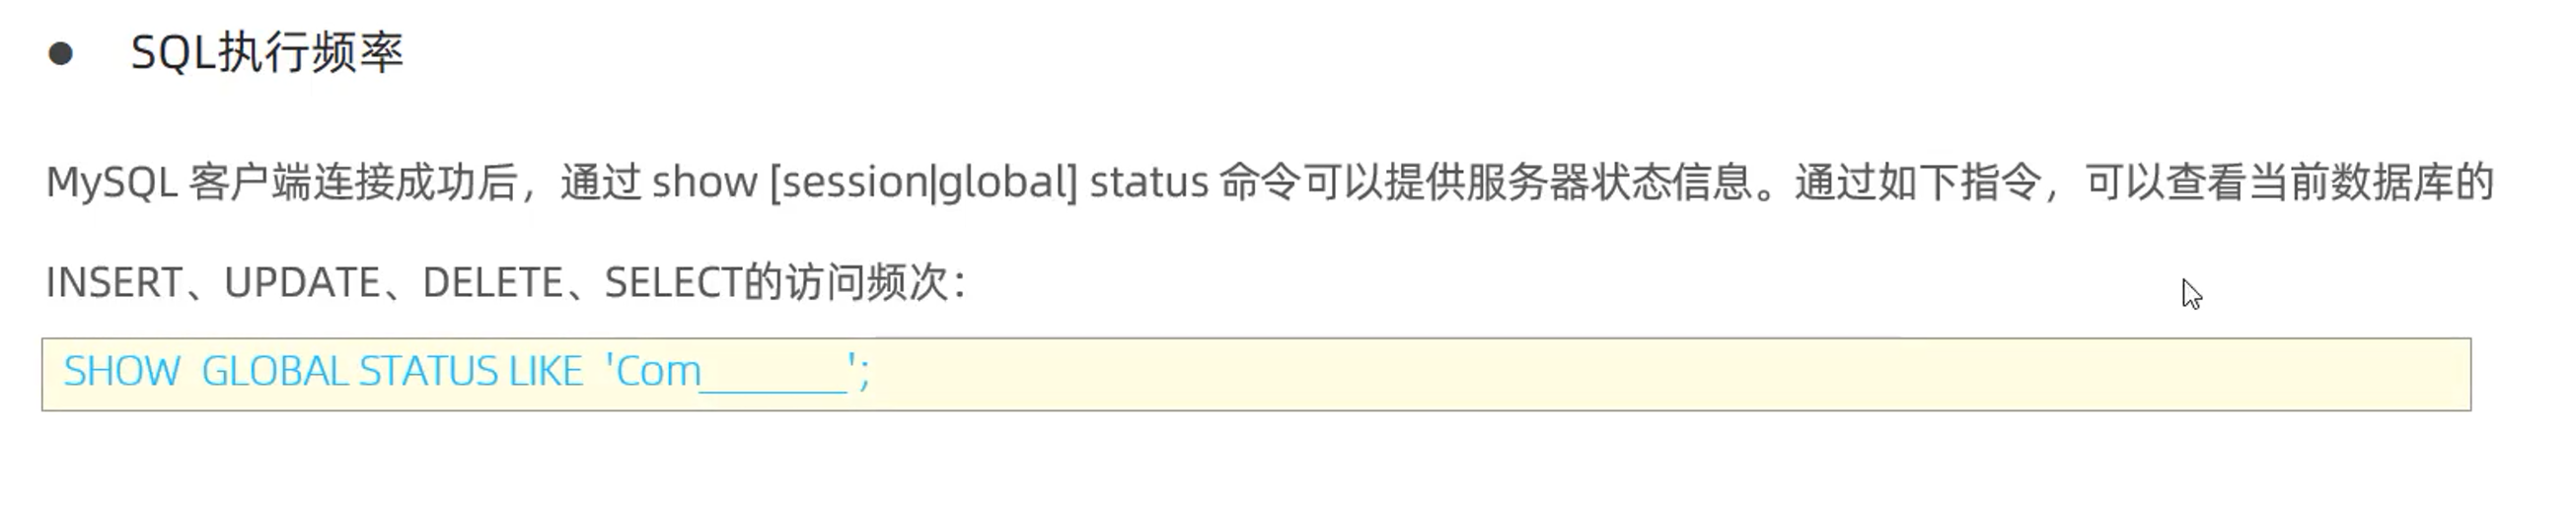 ● SQL执行频率
MySQL 客户端连接成功后，通过 show [session|global] status 命令可以提供服务器状态信息。通过如下指令，可以查看当前数据库的
INSERT、UPDATE、DELETE、SELECT的访问频次：
SHOW GLOBAL STATUS LIKE 'Com_______';